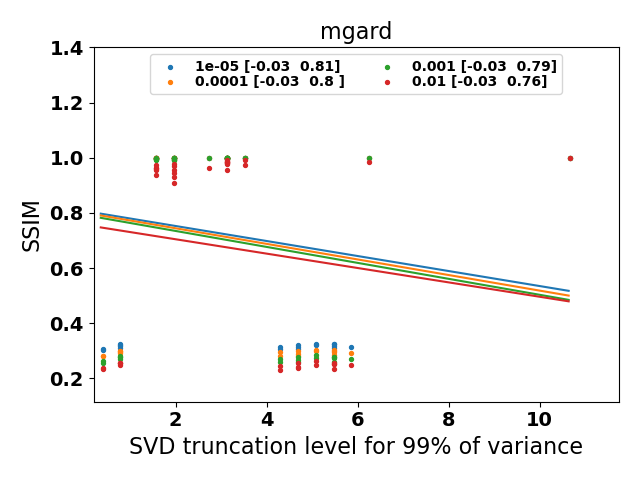 mgard
1e-05 [-0.03  0.81]
0.0001 [-0.03  0.8 ]
0.001 [-0.03  0.79]
0.01 [-0.03  0.76]
SSIM
1.4
1.2
1.0
0.8
0.6
0.4
0.2
2 4 6 8 10
SVD truncation level for 99% of variance